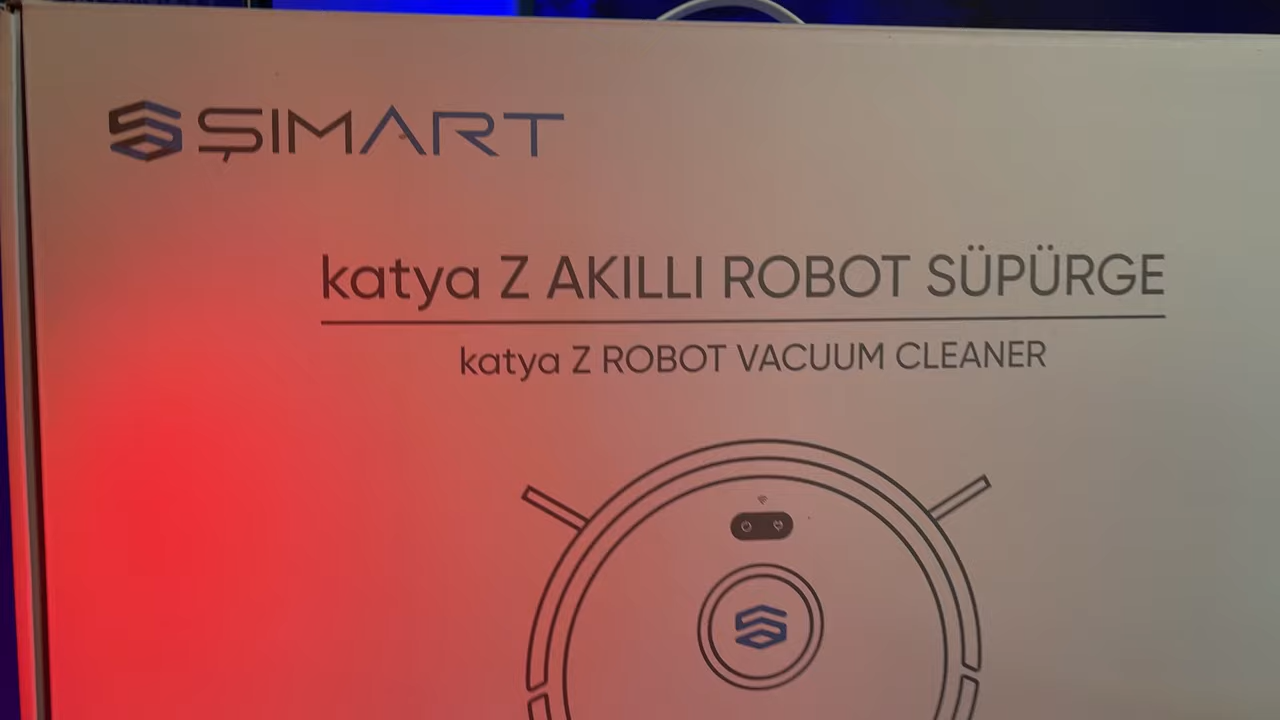 ŞIMART
katya Z AKILLI ROBOT SÜPÜRGE
katya Z ROBOT VACUUM CLEANER